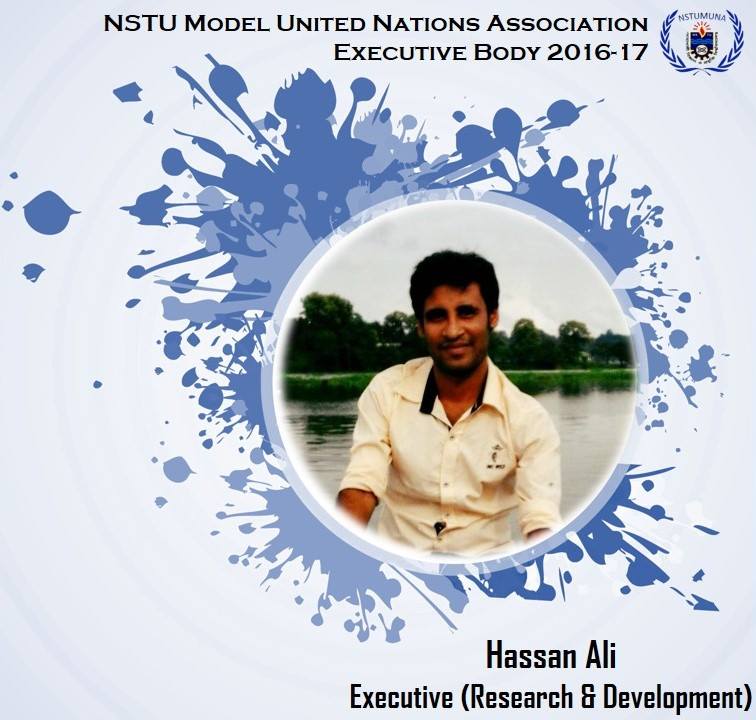 NSTU Model United Nations Association
Executive Body 2016-17
NSTUMUNA
Hassan Ali
Executive (Research & Development)